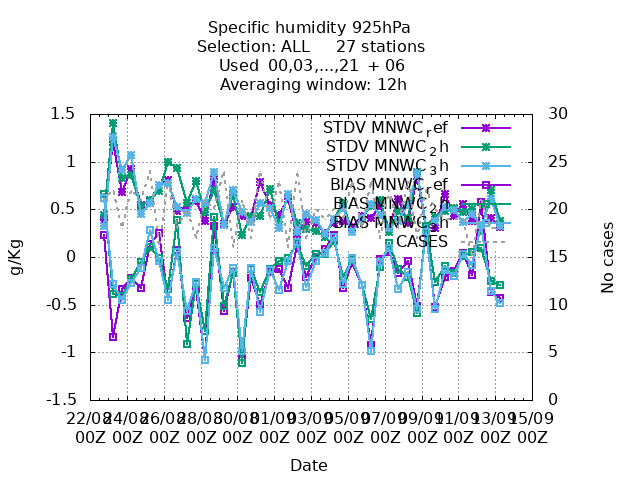 Specific humidity 925hPa
Selection: ALL 27 stations
Used 00,03,...,21 + 06
Averaging window: 12h
1.5
1
0.5
0
-0.5
-1
-1.5
g/Kg
30
25
20
15
10
5
0
No cases
STDV MNWC_ref
STDV MNWC_2h
STDV MNWC_3h
BIAS MNWC_ref
BIAS MNWC_2h
BIAS MNWC_3h
CASES
22/08 24/08 26/08 28/08 30/08 01/09 03/09 05/09 07/09 09/09 11/09 13/09 15/09
00Z 00Z 00Z 00Z 00Z 00Z 00Z 00Z 00Z 00Z 00Z 00Z 00Z
Date